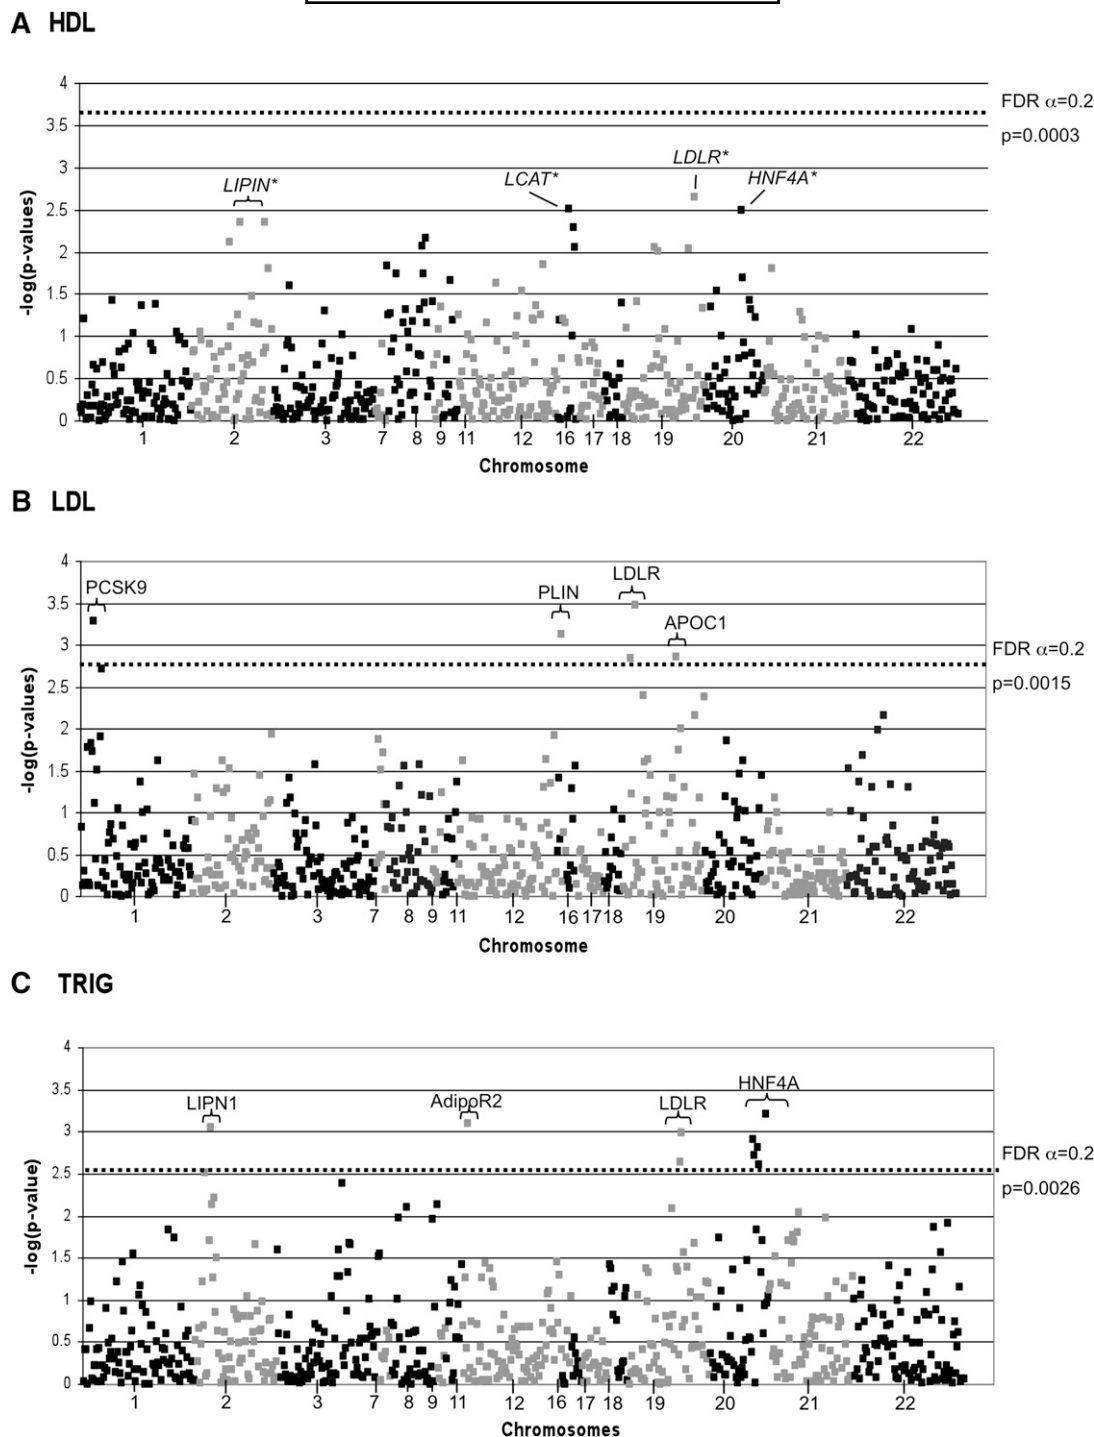 A HDL
4
FDR α=0.2
3.5
p=0.0003
3
LDLR*
LIPIN*
LCAT*
HNF4A*
2.5
2
1.5
1
0.5
0
-log(p-values)
1 2 3 7 8 9 11 12 16 17 18 19 20 21 22
Chromosome
B LDL
4
PCSK9
PLIN
LDLR
3.5
APOC1
3
FDR α=0.2
p=0.0015
2.5
2
1.5
1
0.5
0
-log(p-values)
1 2 3 7 8 9 11 12 16 17 18 19 20 21 22
Chromosome
C TRIG
4
3.5
HNF4A
LIPN1
AdipoR2
LDLR
3
FDR α=0.2
2.5
p=0.0026
2
1.5
1
0.5
0
-log(p-value)
1 2 3 7 8 9 11 12 16 17 18 19 20 21 22
Chromosomes